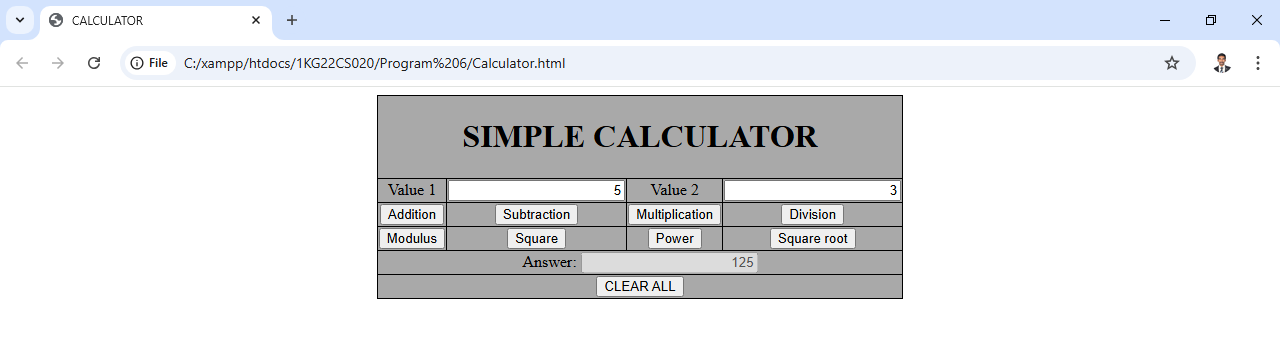 CALCULATOR
File C:/xampp/htdocs/1KG22CS020/Program%206/Calculator.html
SIMPLE CALCULATOR
Value 1 5 Value 2 3
Addition Subtraction Multiplication Division
Modulus Square Power Square root
Answer: 125
CLEAR ALL